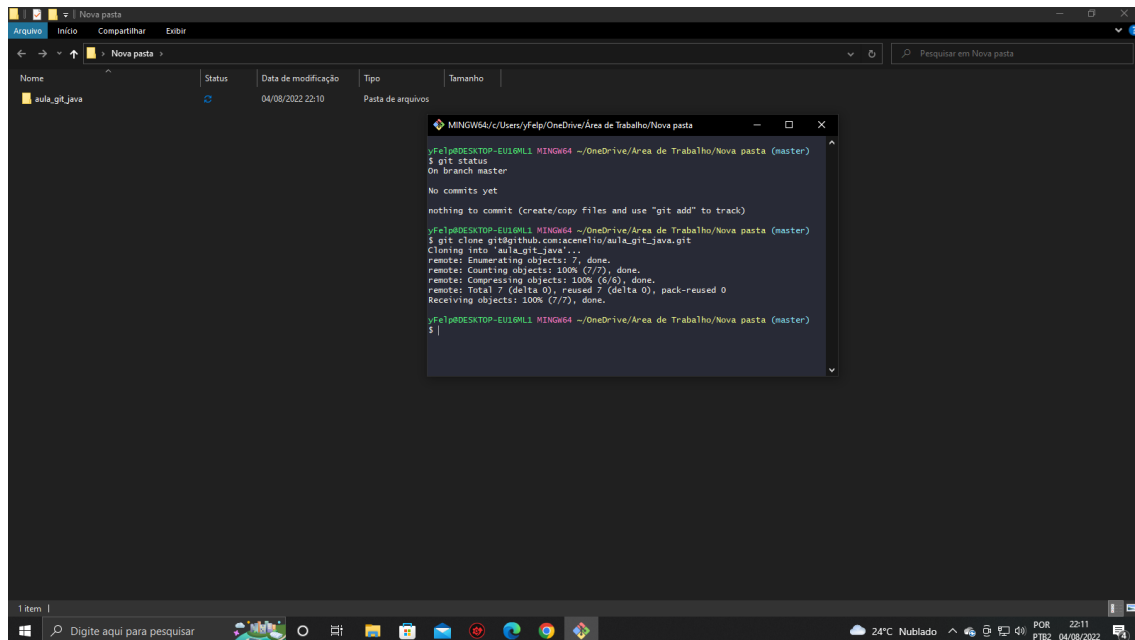 Nova pasta
Arquivo Início Compartilhar Exibir
Nova pasta
Pesquisar em Nova pasta
Nome Status Data de modificação Tipo Tamanho
aula_git_java 04/08/2022 22:10 Pasta de arquivos
MINGW64:/c/Users/yFelp/OneDrive/Área de Trabalho/Nova pasta
yFelp@DESKTOP-EU16ML1 MINGW64 ~/OneDrive/Área de Trabalho/Nova pasta (master)
$ git status
On branch master
No commits yet
nothing to commit (create/copy files and use "git add" to track)
yFelp@DESKTOP-EU16ML1 MINGW64 ~/OneDrive/Área de Trabalho/Nova pasta (master)
$ git clone git@github.com:acenelio/aula_git_java.git
Cloning into 'aula_git_java'...
remote: Enumerating objects: 7, done.
remote: Counting objects: 100% (7/7), done.
remote: Compressing objects: 100% (6/6), done.
remote: Total 7 (delta 0), reused 7 (delta 0), pack-reused 0
Receiving objects: 100% (7/7), done.
yFelp@DESKTOP-EU16ML1 MINGW64 ~/OneDrive/Área de Trabalho/Nova pasta (master)
$
1 item
Digite aqui para pesquisar
24°C Nublado
POR 22:11
PTB2 04/08/2022